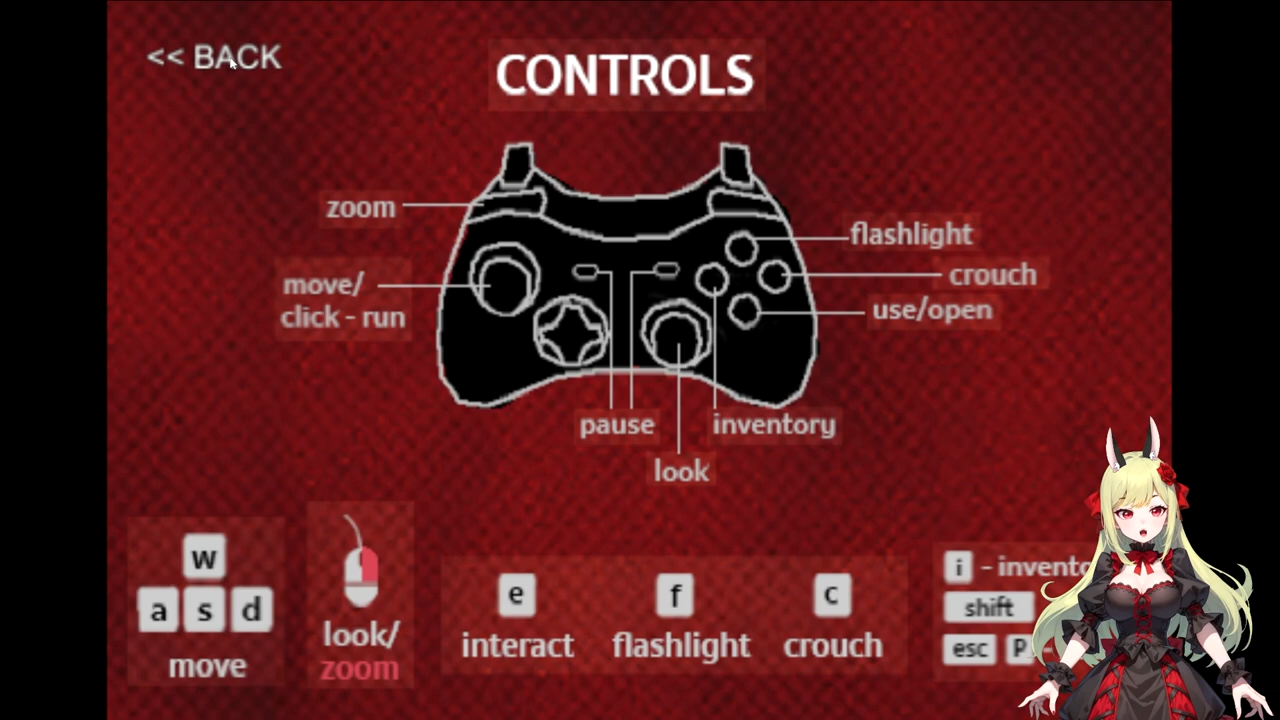 << BACK
CONTROLS
zoom
flashlight
move/
click - run
crouch
use/open
pause
inventory
look
w
a s d
move
look/
zoom
e
interact
f
flashlight
c
crouch
i -
shift
esc P